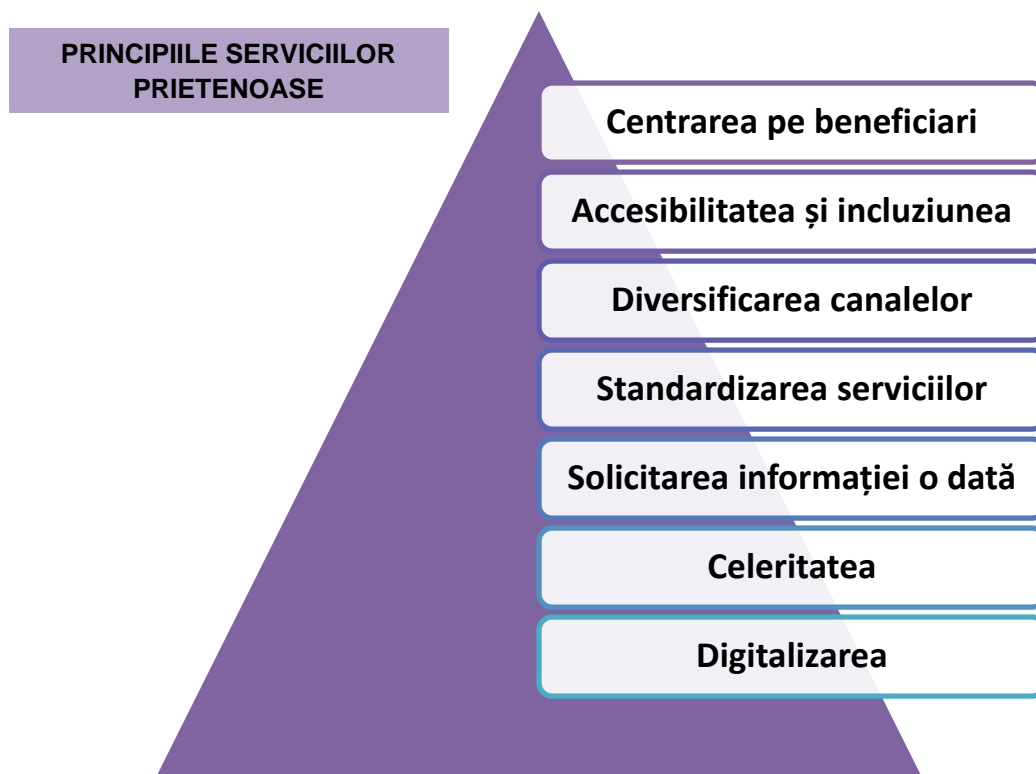 PRINCIPIILE SERVICIILOR
PRIETENOASE
Centrarea pe beneficiari
Accesibilitatea și incluziunea
Diversificarea canalelor
Standardizarea serviciilor
Solicitarea informației o dată
Celeritatea
Digitalizarea